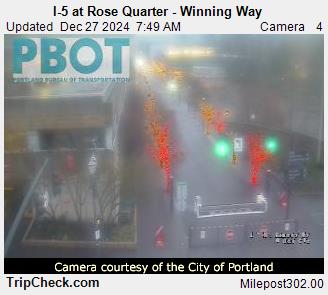 I-5 at Rose Quarter - Winning Way
Updated Dec 27 2024 7:49 AM Camera 4
PBOT
PORTLAND BUREAU OF TRANSPORTATION
Camera courtesy of the City of Portland
TripCheck.com Milepost302.00